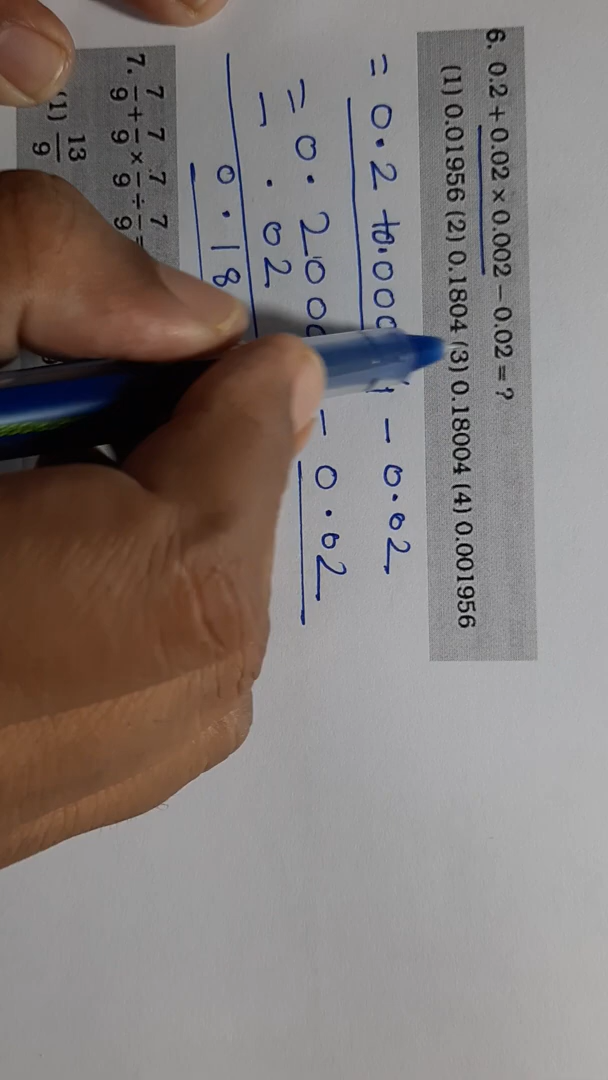 6. 0.2 + 0.02 × 0.002 − 0.02 = ?
(1) 0.01956 (2) 0.1804 (3) 0.18004 (4) 0.001956
= 0.2 + 0.000 − 0.02
= 0.2000 − 0.02
− .02
0.18
7. 7/9 + 7/9 × 7/9 ÷ 7/9 =
(1) 13/9